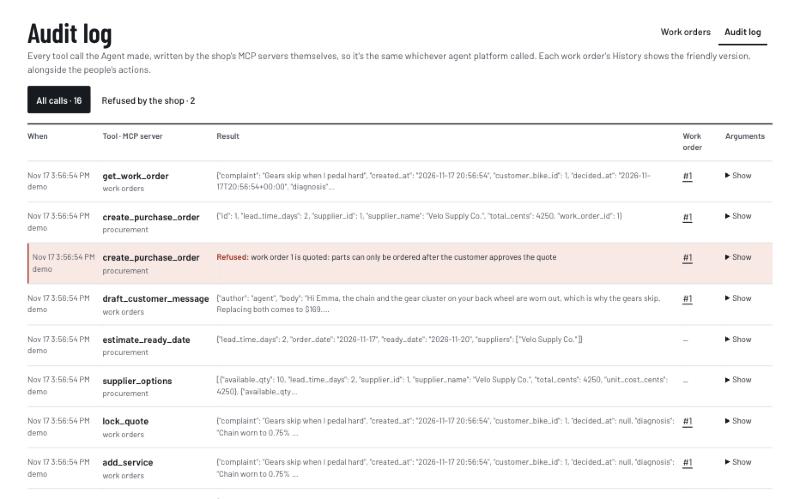 Audit log
Work orders
Audit log
Every tool call the Agent made, written by the shop's MCP servers themselves, so it's the same whichever agent platform called. Each work order's History shows the friendly version,
alongside the people's actions.
All calls · 16
Refused by the shop · 2
When
Tool · MCP server
Result
Work
order
Arguments
Nov 17 3:56:54 PM
demo
get_work_order
work orders
{"complaint": "Gears skip when I pedal hard", "created_at": "2026-11-17 20:56:54", "customer_bike_id": 1, "decided_at": "2026-11-
17T20:56:54+00:00", "diagnosis"...
#1
▶ Show
Nov 17 3:56:54 PM
demo
create_purchase_order
procurement
{"id": 1, "lead_time_days": 2, "supplier_id": 1, "supplier_name": "Velo Supply Co.", "total_cents": 4250, "work_order_id": 1}
#1
▶ Show
Nov 17 3:56:54 PM
demo
create_purchase_order
procurement
Refused: work order 1 is quoted: parts can only be ordered after the customer approves the quote
#1
▶ Show
Nov 17 3:56:54 PM
demo
draft_customer_message
work orders
{"author": "agent", "body": "Hi Emma, the chain and the gear cluster on your back wheel are worn out, which is why the gears skip.
Replacing both comes to $169....
#1
▶ Show
Nov 17 3:56:54 PM
demo
estimate_ready_date
procurement
{"lead_time_days": 2, "order_date": "2026-11-17", "ready_date": "2026-11-20", "suppliers": ["Velo Supply Co."]}
–
▶ Show
Nov 17 3:56:54 PM
demo
supplier_options
procurement
[{"available_qty": 10, "lead_time_days": 2, "supplier_id": 1, "supplier_name": "Velo Supply Co.", "total_cents": 4250, "unit_cost_cents":
4250}, {"available_qty...
–
▶ Show
Nov 17 3:56:54 PM
demo
lock_quote
work orders
{"complaint": "Gears skip when I pedal hard", "created_at": "2026-11-17 20:56:54", "customer_bike_id": 1, "decided_at": null, "diagnosis":
"Chain worn to 0.75% ...
#1
▶ Show
Nov 17 3:56:54 PM
demo
add_service
work orders
{"complaint": "Gears skip when I pedal hard", "created_at": "2026-11-17 20:56:54", "customer_bike_id": 1, "decided_at": null, "diagnosis":
"Chain worn to 0.75% ...
#1
▶ Show